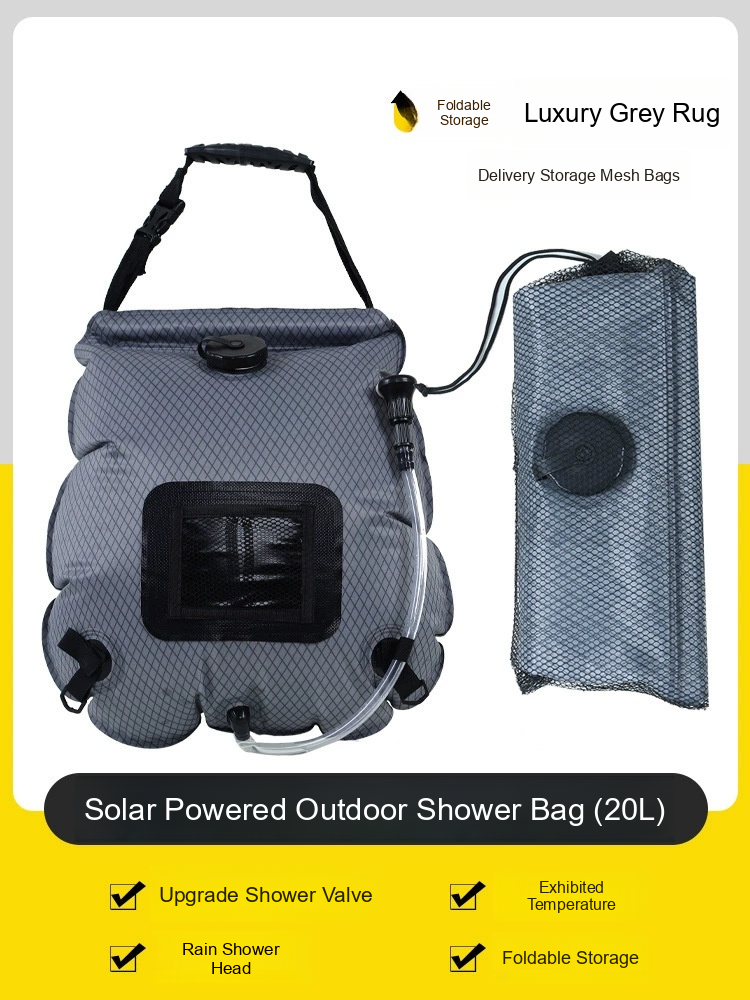 Foldable
Storage
Luxury Grey Rug
Delivery Storage Mesh Bags
Solar Powered Outdoor Shower Bag (20L)
Upgrade Shower Valve
Exhibited
Temperature
Rain Shower
Head
Foldable Storage